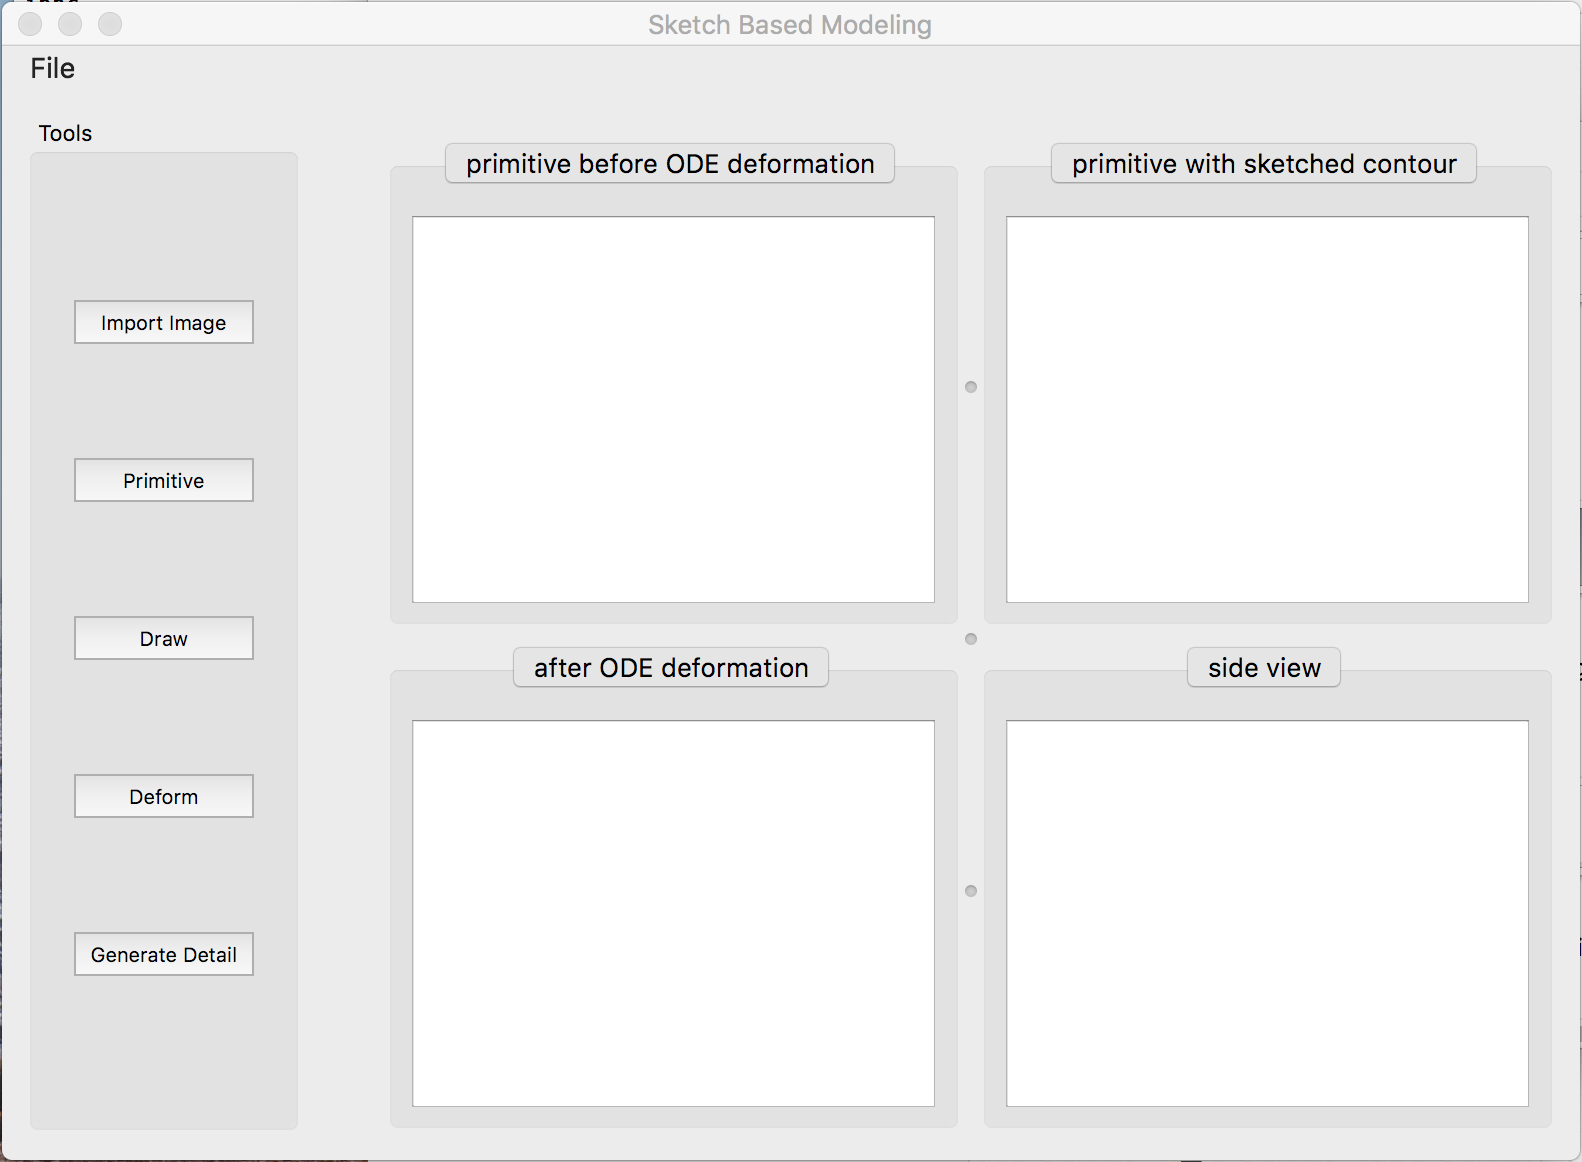 Sketch Based Modeling
File
Tools
Import Image
Primitive
Draw
Deform
Generate Detail
primitive before ODE deformation
primitive with sketched contour
after ODE deformation
side view